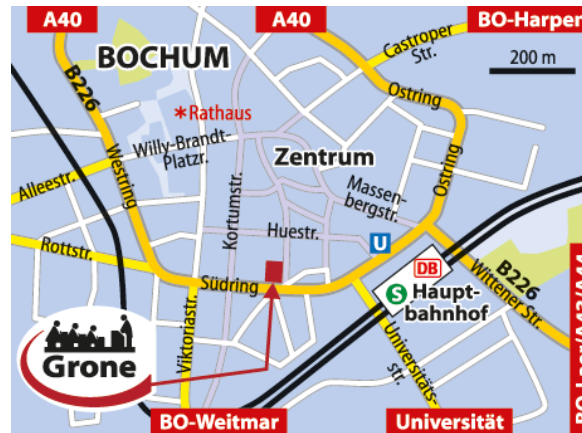 A40
A40
BO-Harpen
BOCHUM
Castroper
Str.
200 m
B226
Ostring
*Rathaus
Willy-Brandt-
Platzr.
Zentrum
Westring
Alleestr.
Kortumstr.
Massen-
bergstr.
Ostring
Huestr.
U
Rottstr.
Südring
DB
S
Haupt-
bahnhof
B226
Wittener Str.
Grone
Viktoriastr.
Universitäts-
str.
BO-Weitmar
Universität